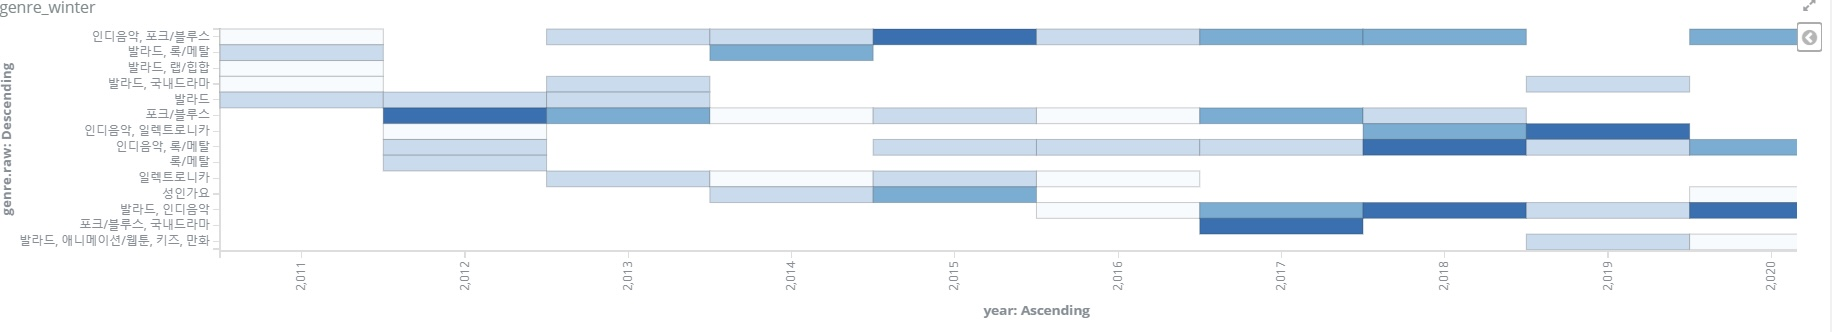 genre_winter
genre.raw: Descending
인디음악, 포크/블루스
발라드, 록/메탈
발라드, 랩/힙합
발라드, 국내드라마
발라드
포크/블루스
인디음악, 일렉트로니카
인디음악, 록/메탈
록/메탈
일렉트로니카
성인가요
발라드, 인디음악
포크/블루스, 국내드라마
발라드, 애니메이션/웹툰, 키즈, 만화
2,011
2,012
2,013
2,014
2,015
2,016
2,017
2,018
2,019
2,020
year: Ascending